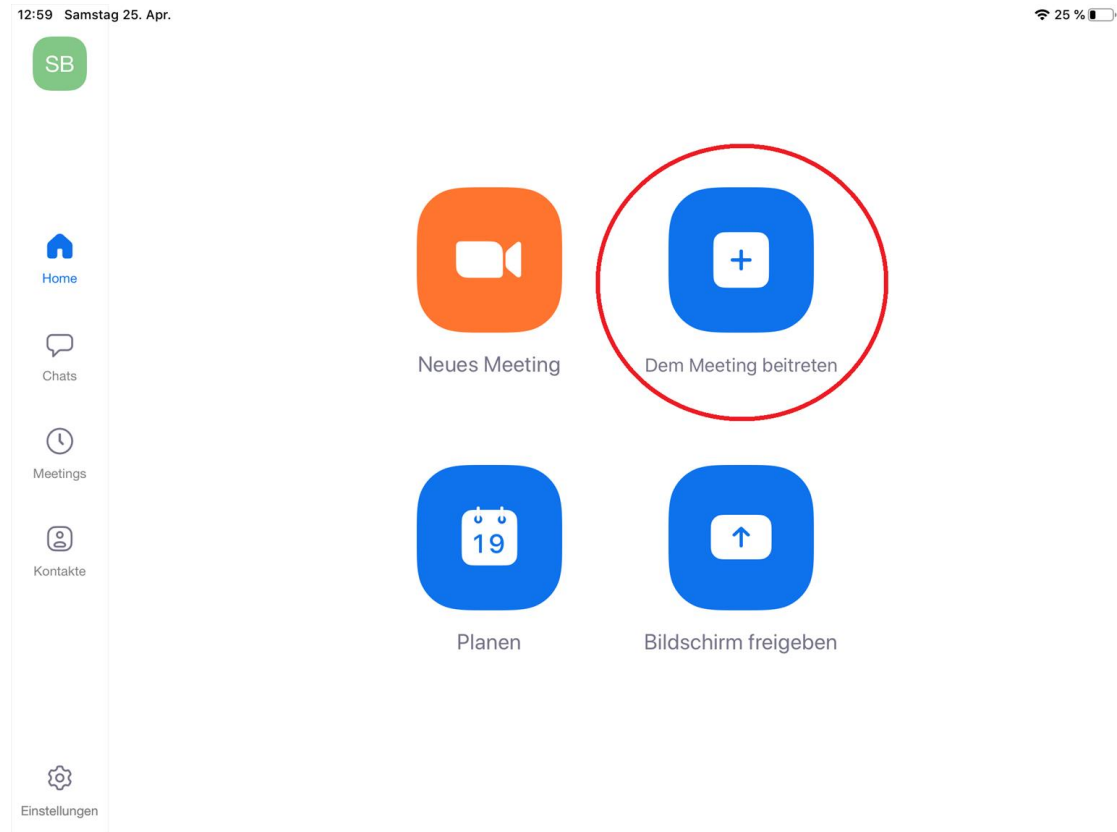 12:59 Samstag 25. Apr.
25 %
SB
Home
Chats
Meetings
Kontakte
Einstellungen
Neues Meeting
Dem Meeting beitreten
19
Planen
Bildschirm freigeben